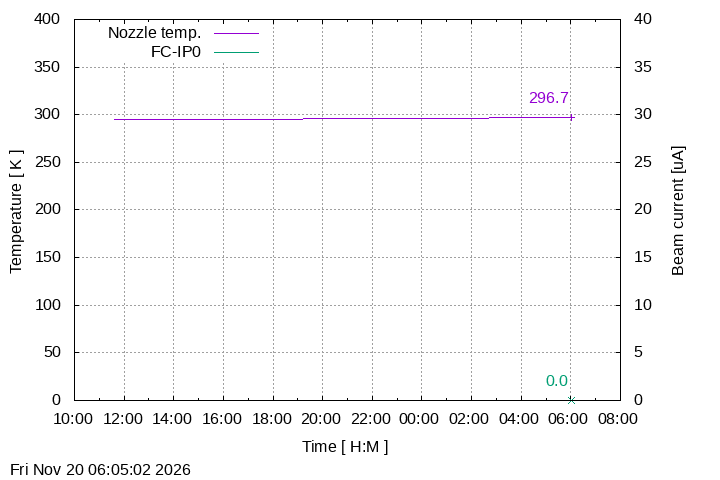 400 40
Nozzle temp.
FC-IP0
350 35
296.7
300 30
250 25
200 20
150 15
100 10
50 5
0.0
0 0
Temperature [ K ]
Beam current [uA]
10:00 12:00 14:00 16:00 18:00 20:00 22:00 00:00 02:00 04:00 06:00 08:00
Time [ H:M ]
Fri Nov 20 06:05:02 2026